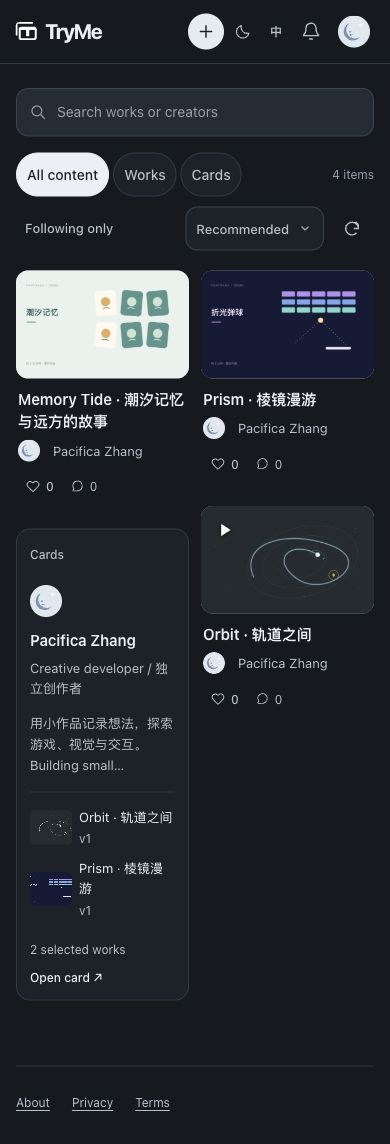 TryMe
中
Search works or creators
All content
Works
Cards
4 items
Following only
Recommended
潮汐记忆
折光弹球
Memory Tide · 潮汐记忆
与远方的故事
Pacifica Zhang
0
0
Prism · 棱镜漫游
Pacifica Zhang
0
0
Cards
Pacifica Zhang
Creative developer / 独
立创作者
用小作品记录想法，探索
游戏、视觉与交互。
Building small...
Orbit · 轨道之间
v1
Prism · 棱镜漫
游
v1
2 selected works
Open card ↗
Orbit · 轨道之间
Pacifica Zhang
0
0
About
Privacy
Terms